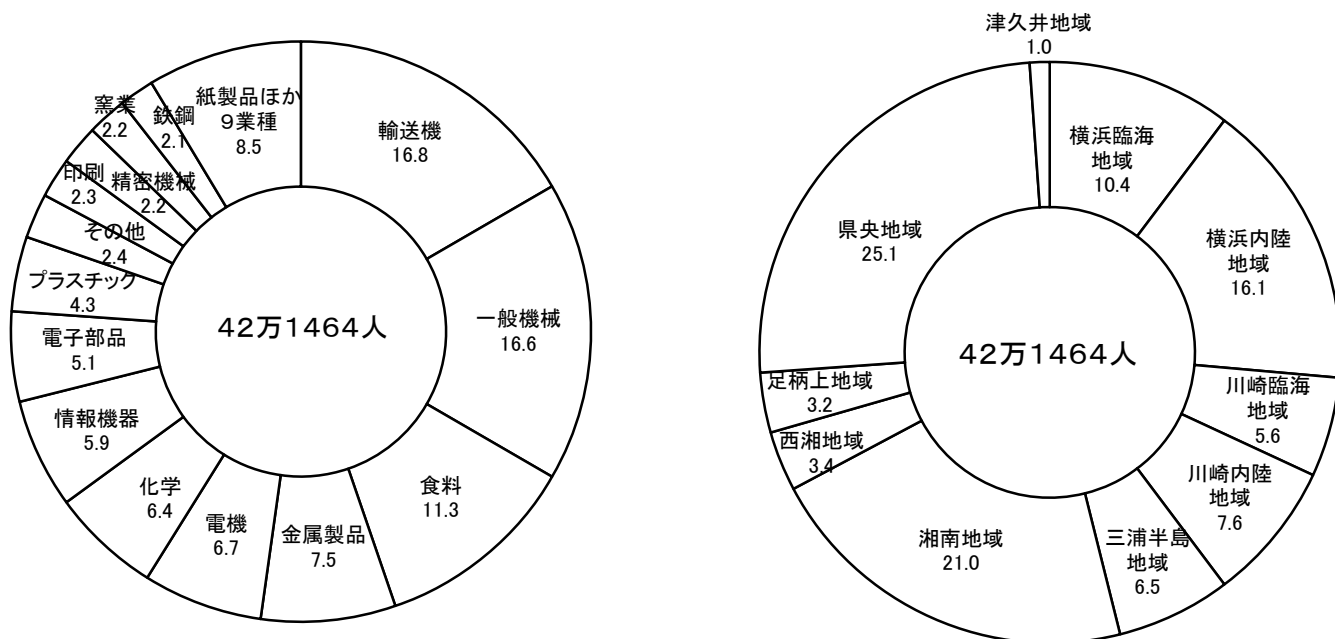 輸送機
16.8
一般機械
16.6
食料
11.3
金属製品
7.5
電機
6.7
化学
6.4
情報機器
5.9
電子部品
5.1
プラスチック
4.3
その他
2.4
印刷
2.3
精密機械
2.2
窯業
2.2
鉄鋼
2.1
紙製品ほか
９業種
8.5
４２万１４６４人
横浜臨海
地域
10.4
横浜内陸
地域
16.1
川崎臨海
地域
5.6
川崎内陸
地域
7.6
三浦半島
地域
6.5
湘南地域
21.0
西湘地域
3.4
足柄上地域
3.2
県央地域
25.1
津久井地域
1.0
４２万１４６４人